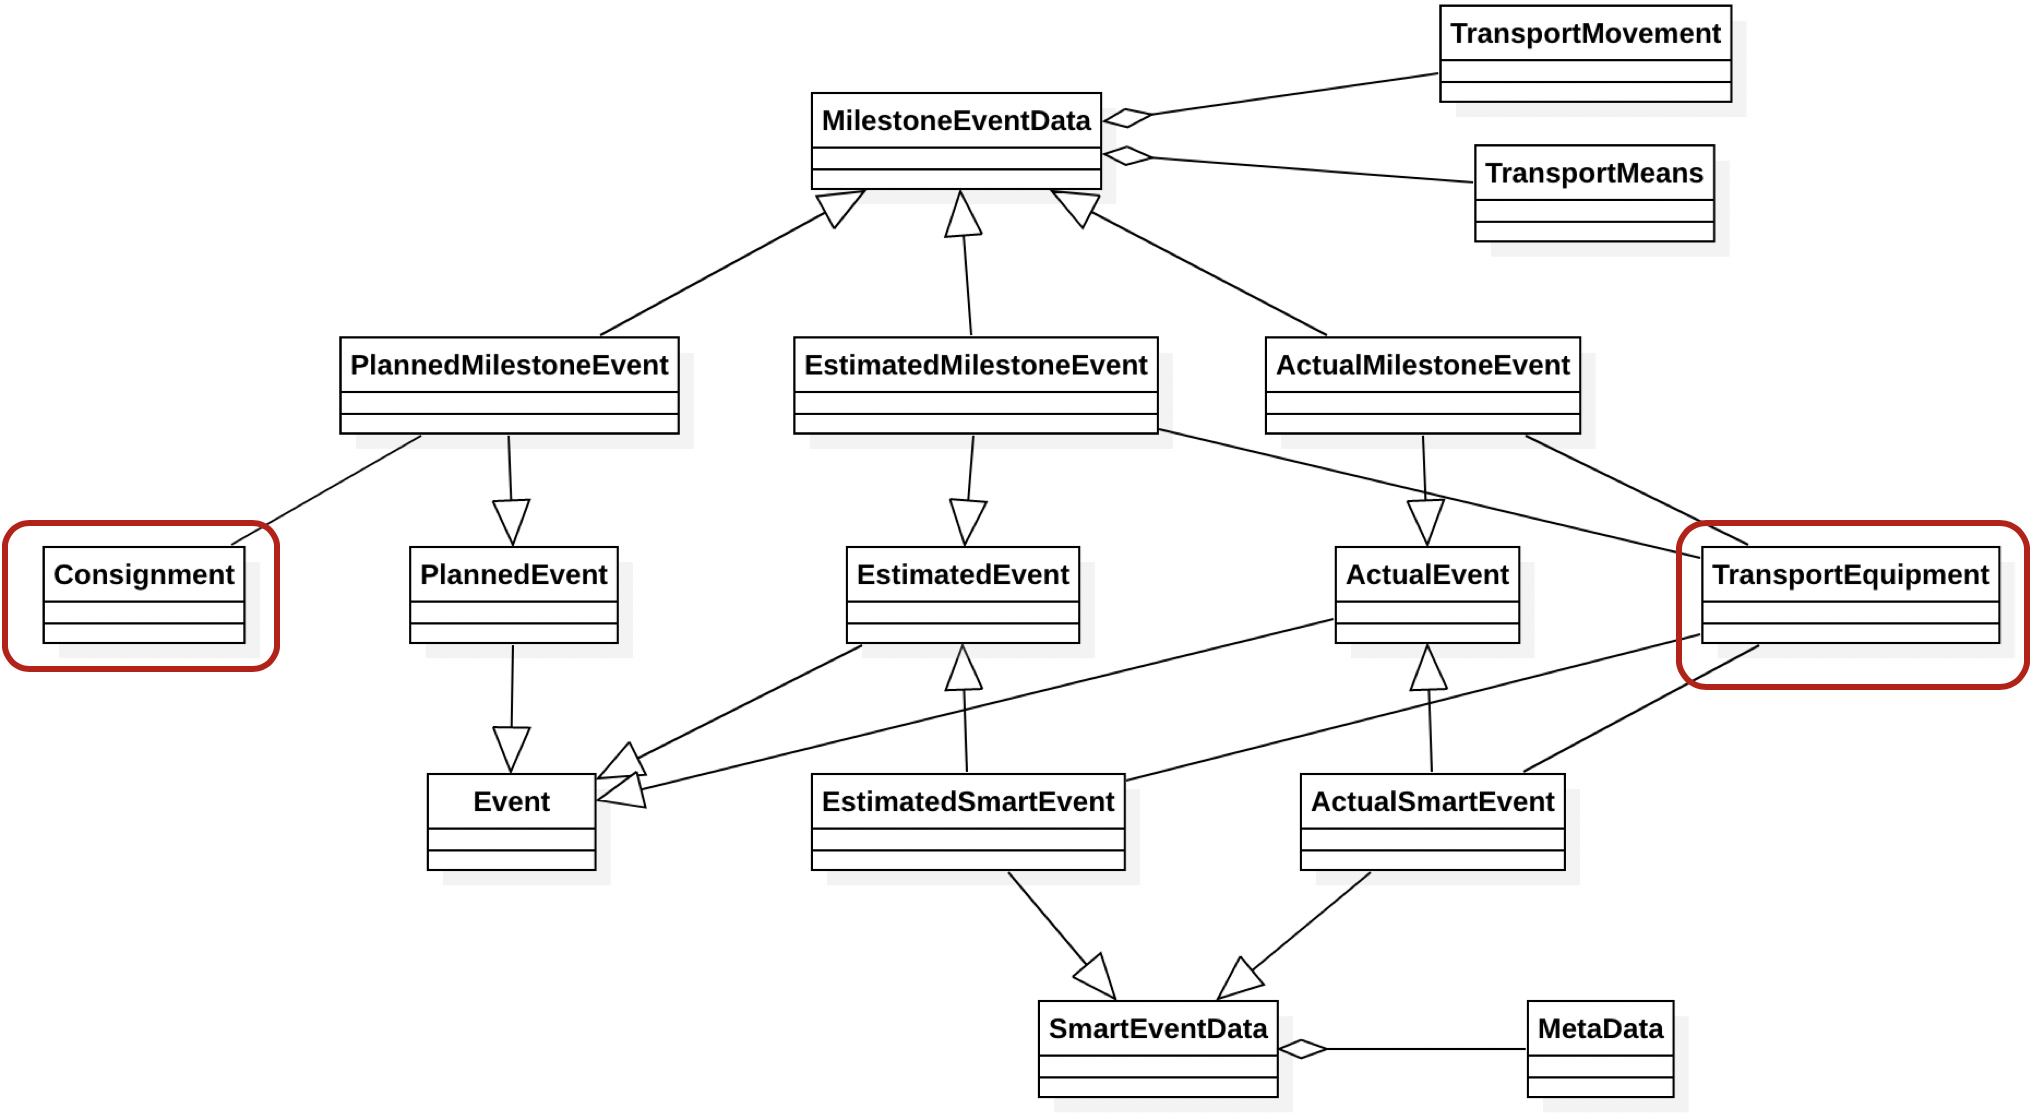 TransportMovement
MilestoneEventData
TransportMeans
PlannedMilestoneEvent
EstimatedMilestoneEvent
ActualMilestoneEvent
Consignment
PlannedEvent
EstimatedEvent
ActualEvent
TransportEquipment
Event
EstimatedSmartEvent
ActualSmartEvent
SmartEventData
MetaData